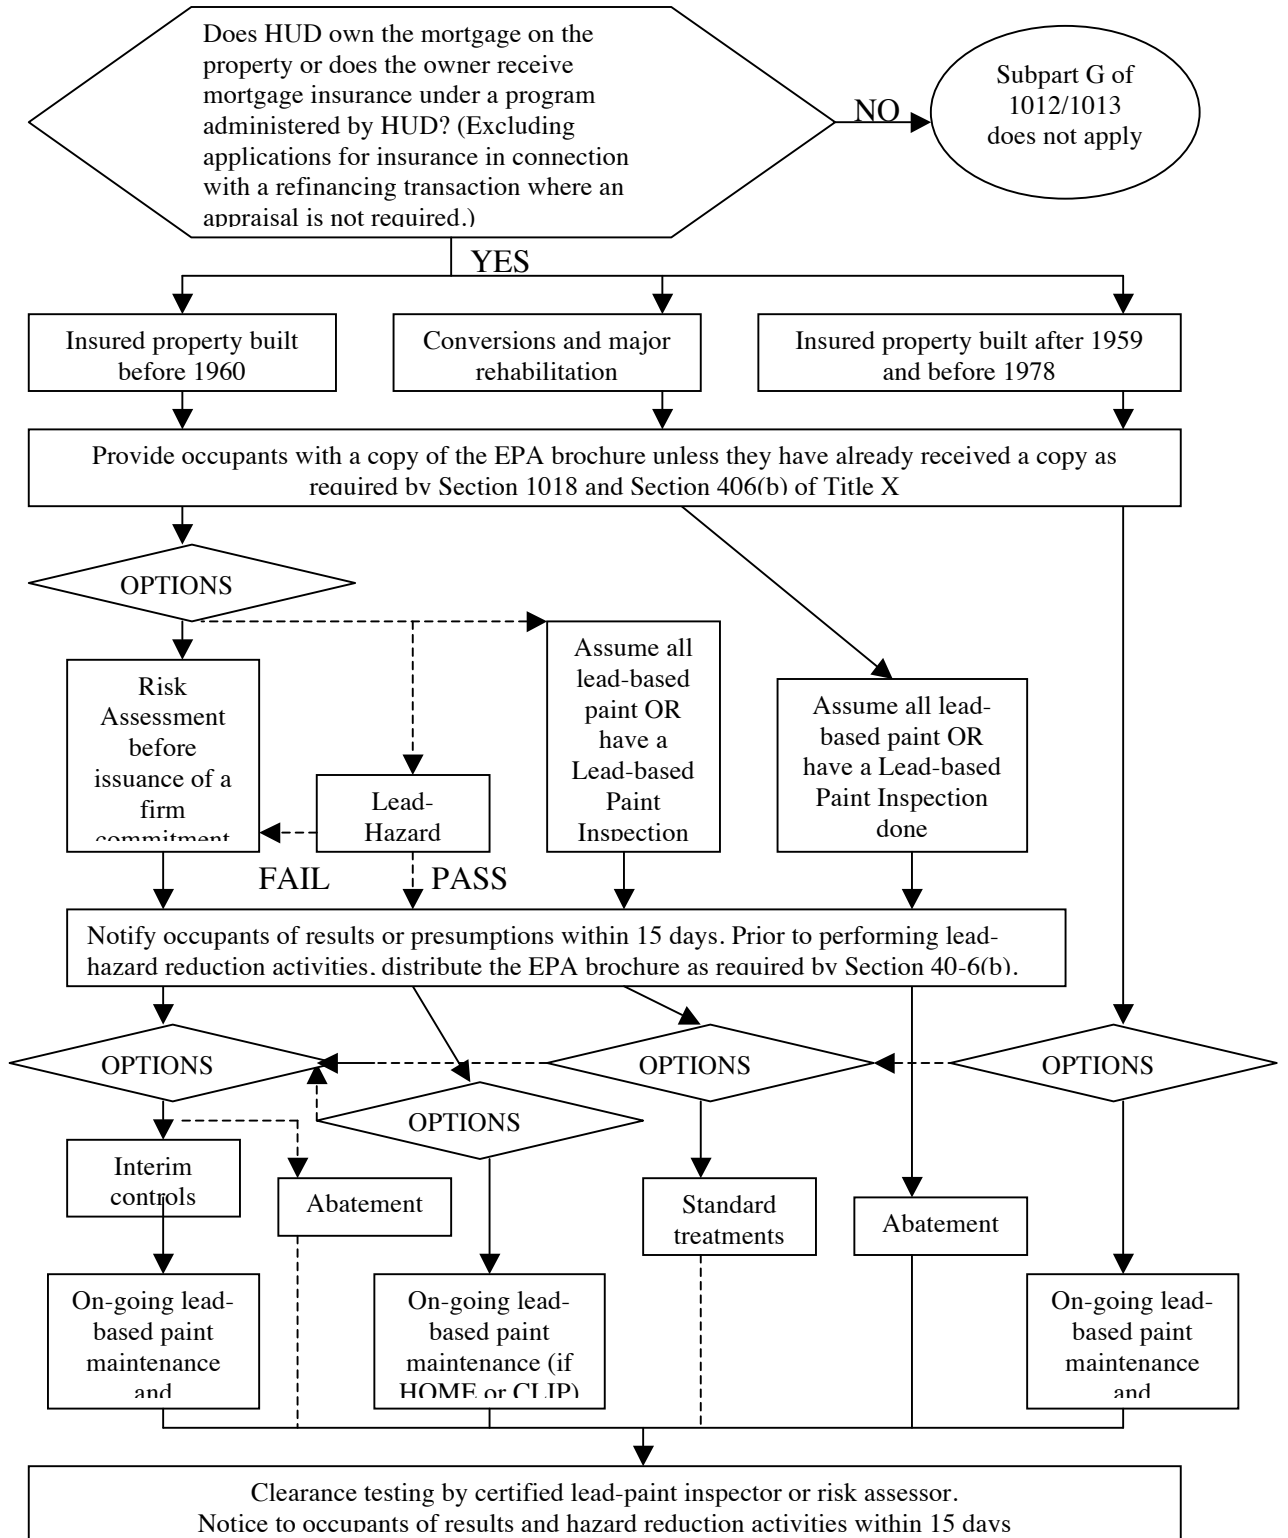 Does HUD own the mortgage on the
property or does the owner receive
mortgage insurance under a program
administered by HUD? (Excluding
applications for insurance in connection
with a refinancing transaction where an
appraisal is not required.)
NO
Subpart G of
1012/1013
does not apply
YES
Insured property built
before 1960
Conversions and major
rehabilitation
Insured property built after 1959
and before 1978
Provide occupants with a copy of the EPA brochure unless they have already received a copy as
required by Section 1018 and Section 406(b) of Title X
OPTIONS
Risk
Assessment
before
issuance of a
firm
commitment
Lead-
Hazard
Assume all
lead-based
paint OR
have a
Lead-based
Paint
Inspection
Assume all lead-
based paint OR
have a Lead-based
Paint Inspection
done
FAIL
PASS
Notify occupants of results or presumptions within 15 days. Prior to performing lead-
hazard reduction activities, distribute the EPA brochure as required by Section 40-6(b).
OPTIONS
OPTIONS
OPTIONS
OPTIONS
Interim
controls
Abatement
Standard
treatments
Abatement
On-going lead-
based paint
maintenance
and
On-going lead-
based paint
maintenance (if
HOME or CLIP)
On-going lead-
based paint
maintenance
and
Clearance testing by certified lead-paint inspector or risk assessor.
Notice to occupants of results and hazard reduction activities within 15 days